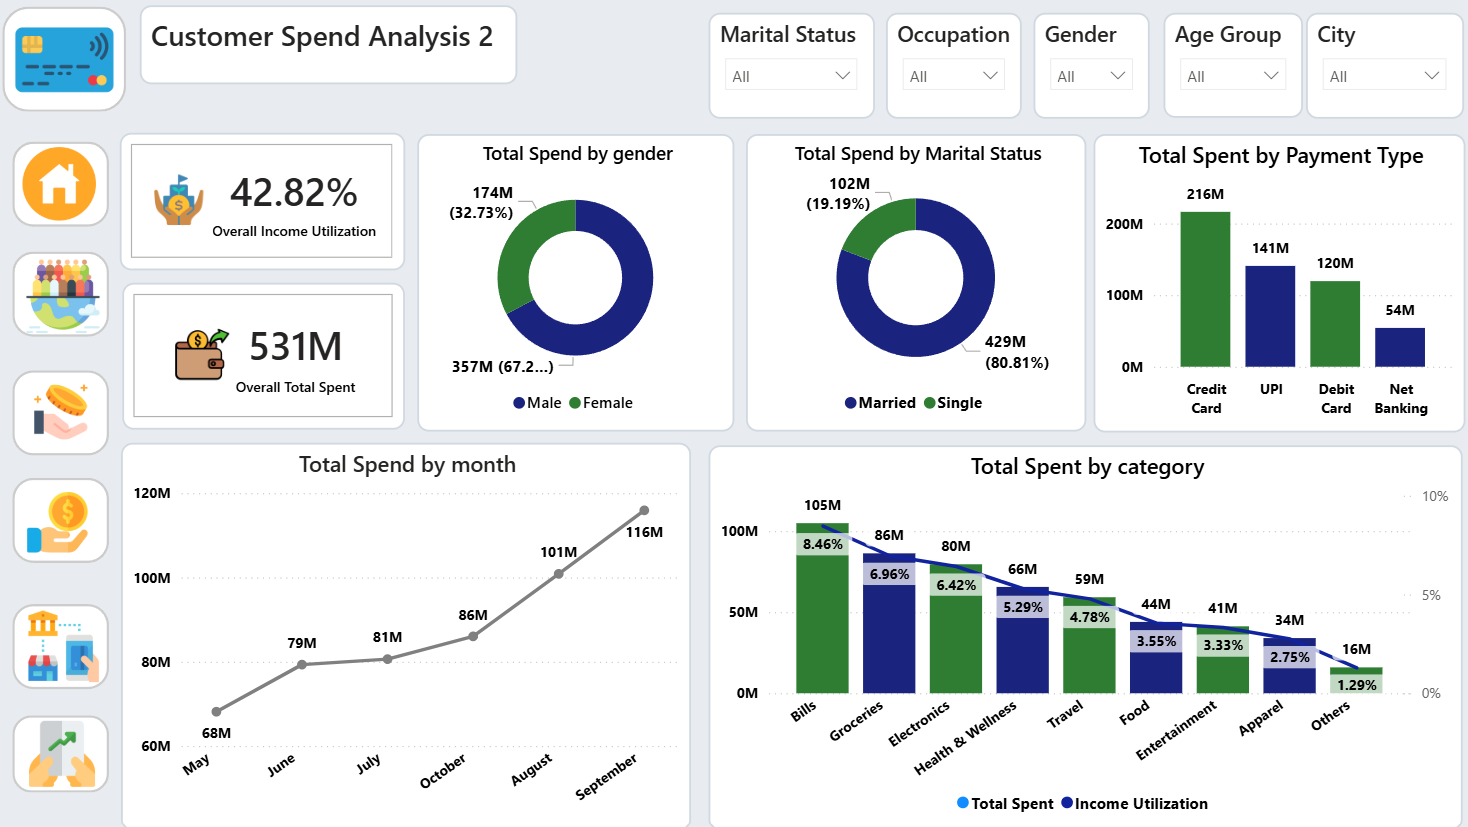 Customer Spend Analysis 2
Marital Status
All
Occupation
All
Gender
All
Age Group
All
City
All
42.82%
Overall Income Utilization
531M
Overall Total Spent
Total Spend by gender
174M
(32.73%)
357M (67.2...)
Male Female
Total Spend by Marital Status
102M
(19.19%)
429M
(80.81%)
Married Single
Total Spent by Payment Type
216M
200M
141M
120M
100M
54M
0M
Credit
Card
UPI
Debit
Card
Net
Banking
Total Spend by month
120M
116M
100M
101M
86M
80M
79M
81M
68M
60M
May
June
July
October
August
September
Total Spent by category
105M
86M
80M
66M
59M
44M
41M
34M
16M
100M
50M
0M
8.46%
6.96%
6.42%
5.29%
4.78%
3.55%
3.33%
2.75%
1.29%
10%
5%
0%
Bills
Groceries
Electronics
Health & Wellness
Travel
Food
Entertainment
Apparel
Others
Total Spent Income Utilization